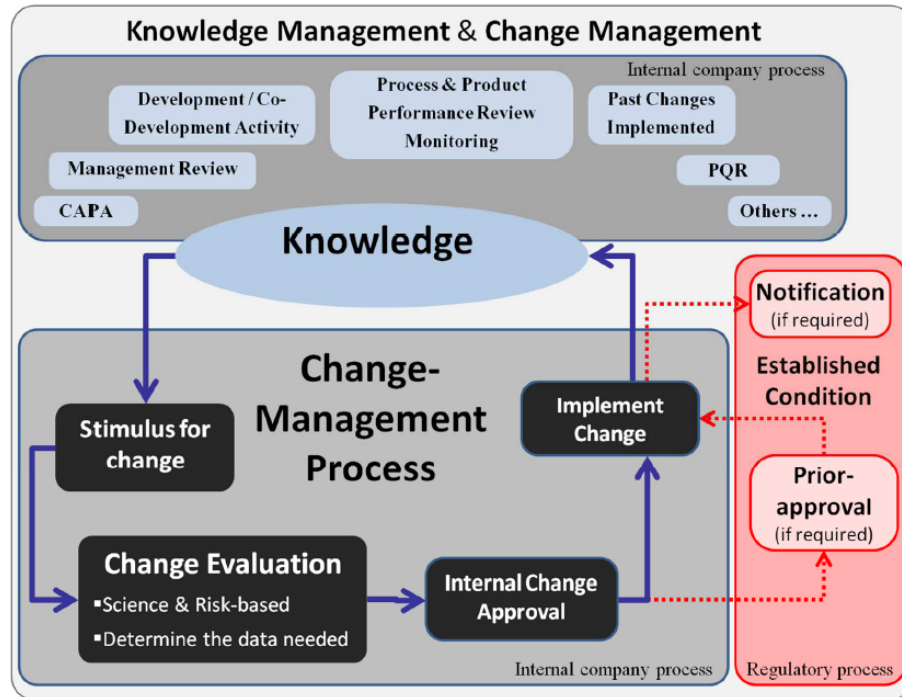 Knowledge Management & Change Management
Internal company process
Development / Co-
Development Activity
Process & Product
Performance Review
Monitoring
Past Changes
Implemented
Management Review
PQR
CAPA
Others ...
Knowledge
Notification
(if required)
Established
Condition
Change-
Management
Process
Stimulus for
change
Implement
Change
Prior-
approval
(if required)
Change Evaluation
▪Science & Risk-based
▪Determine the data needed
Internal Change
Approval
Internal company process
Regulatory process